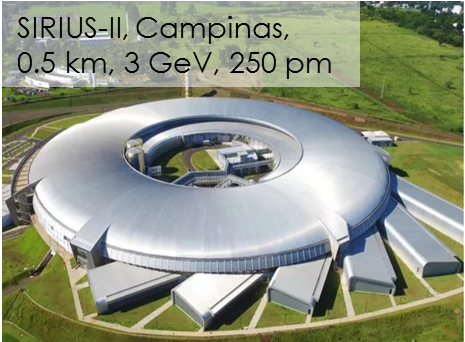 SIRIUS-II, Campinas,
0.5 km, 3 GeV, 250 pm